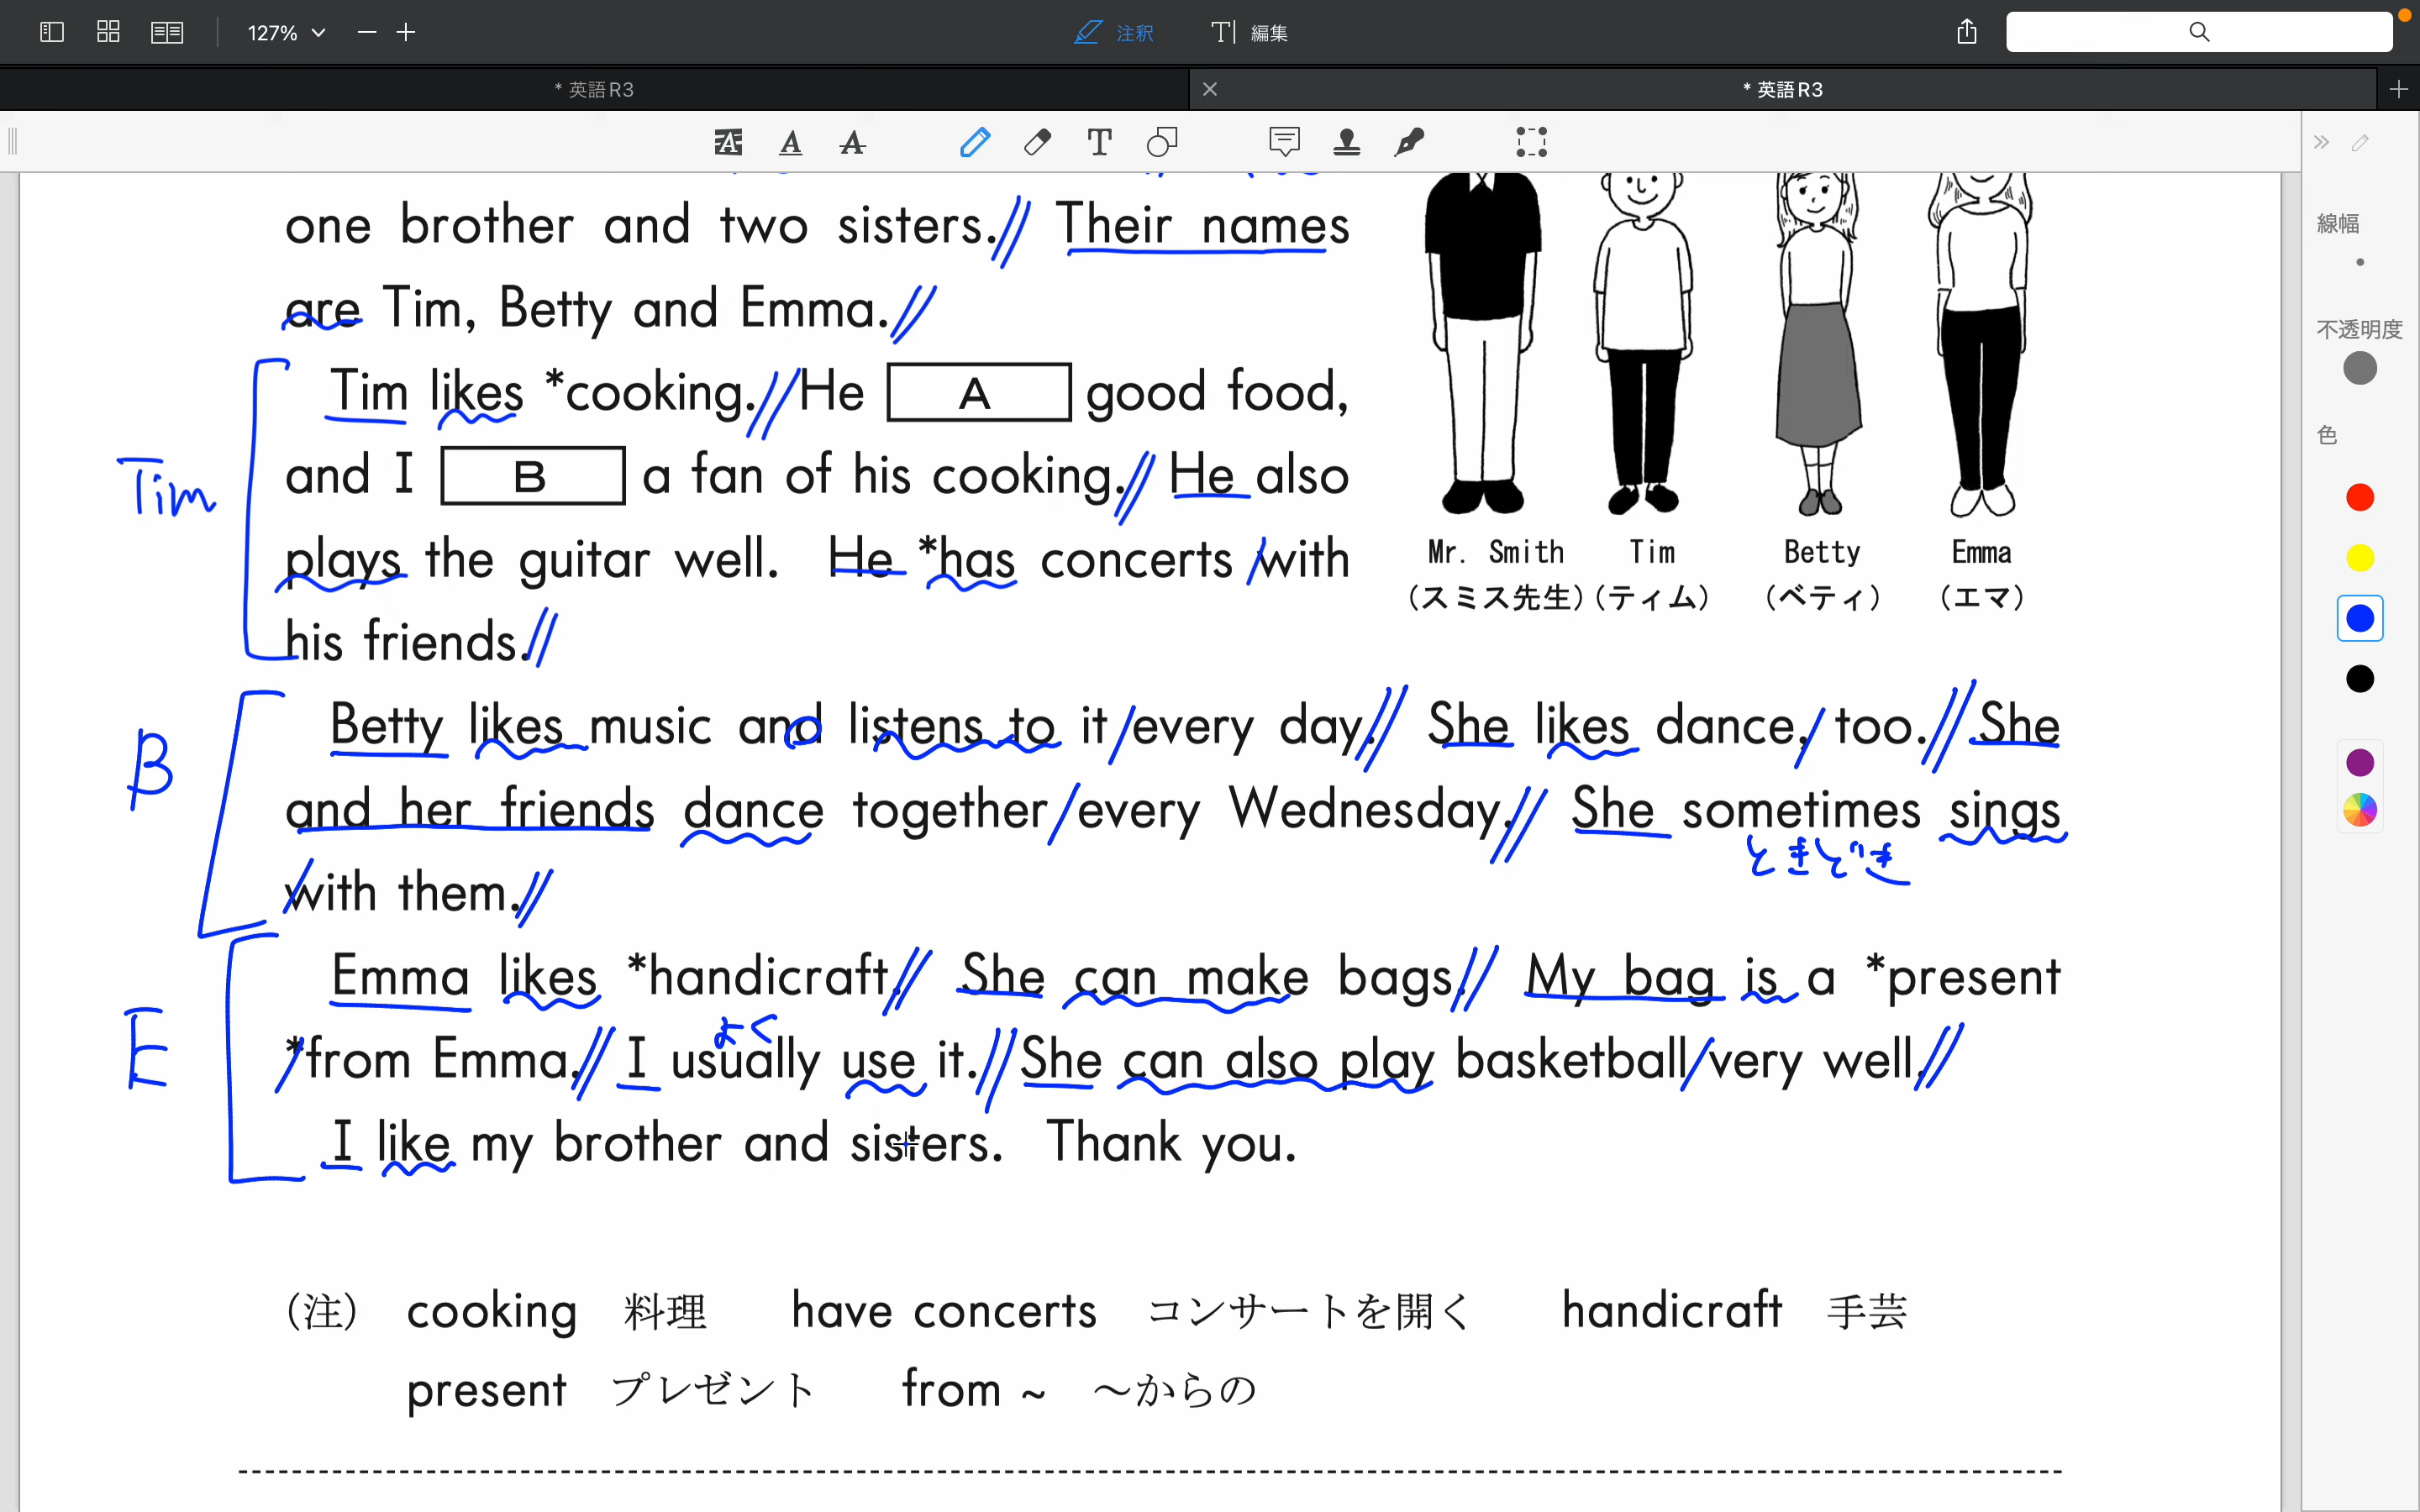 127%
注釈
編集
* 英語R3
* 英語R3
one brother and two sisters. Their names
are Tim, Betty and Emma.
Tim likes *cooking. He A good food,
and I B a fan of his cooking. He also
plays the guitar well. He *has concerts with
his friends.
Tim
Mr. Smith Tim Betty Emma
(スミス先生)(ティム) (ベティ) (エマ)
Betty likes music and listens to it every day. She likes dance, too. She
and her friends dance together every Wednesday. She sometimes sings
ときどき
with them.
B
Emma likes *handicraft. She can make bags. My bag is a *present
よく
*from Emma. I usually use it. She can also play basketball very well.
E
I like my brother and sisters. Thank you.
(注) cooking 料理 have concerts コンサートを開く handicraft 手芸
present プレゼント from ~ ～からの
線幅
不透明度
色